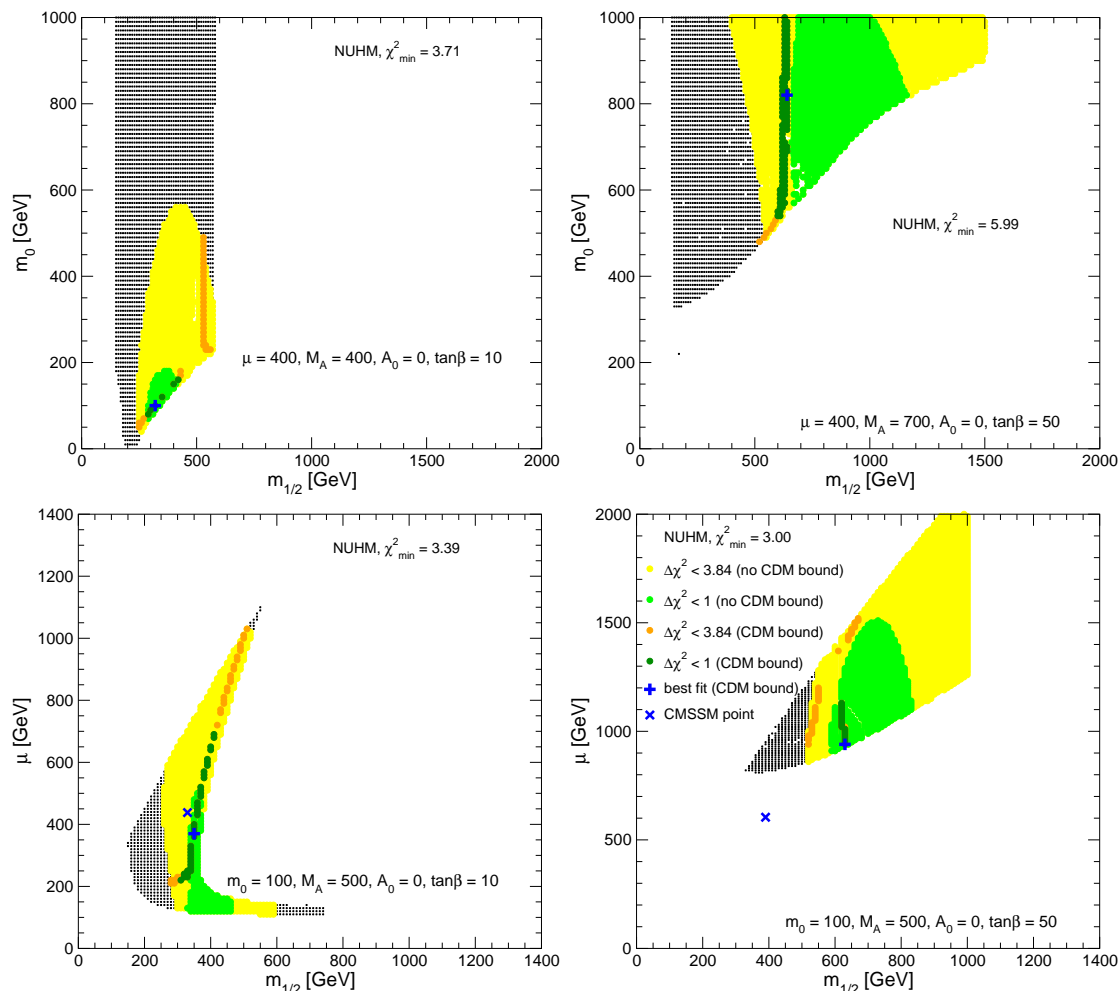 1000
800
600
400
200
0
m0 [GeV]
NUHM, χ²min = 3.71
μ = 400, MA = 400, A0 = 0, tanβ = 10
0 500 1000 1500 2000
m1/2 [GeV]
1000
800
600
400
200
0
m0 [GeV]
NUHM, χ²min = 5.99
μ = 400, MA = 700, A0 = 0, tanβ = 50
0 500 1000 1500 2000
m1/2 [GeV]
1400
1200
1000
800
600
400
200
0
μ [GeV]
NUHM, χ²min = 3.39
m0 = 100, MA = 500, A0 = 0, tanβ = 10
0 200 400 600 800 1000 1200 1400
m1/2 [GeV]
2000
1500
1000
500
0
μ [GeV]
NUHM, χ²min = 3.00
Δχ² < 3.84 (no CDM bound)
Δχ² < 1 (no CDM bound)
Δχ² < 3.84 (CDM bound)
Δχ² < 1 (CDM bound)
best fit (CDM bound)
CMSSM point
m0 = 100, MA = 500, A0 = 0, tanβ = 50
0 200 400 600 800 1000 1200 1400
m1/2 [GeV]